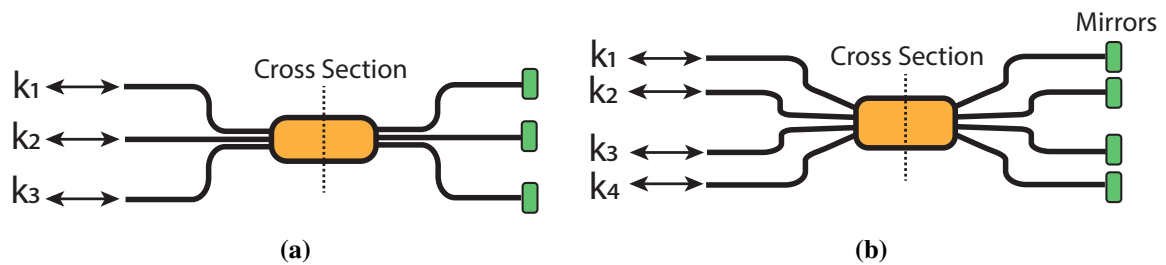 k1
k2
k3
Cross Section
(a)
k1
k2
k3
k4
Cross Section
Mirrors
(b)